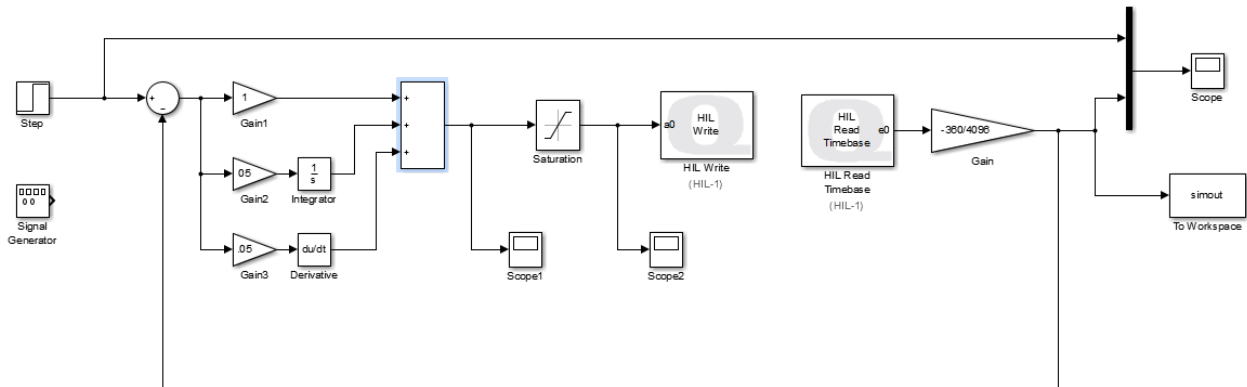 Step
+
−
1
Gain1
05
Gain2
1
s
Integrator
.05
Gain3
du/dt
Derivative
+
+
+
Scope1
Saturation
Scope2
a0
HIL
Write
HIL Write
(HIL-1)
HIL
Read
Timebase
e0
HIL Read
Timebase
(HIL-1)
-360/4096
Gain
Scope
simout
To Workspace
Signal
Generator